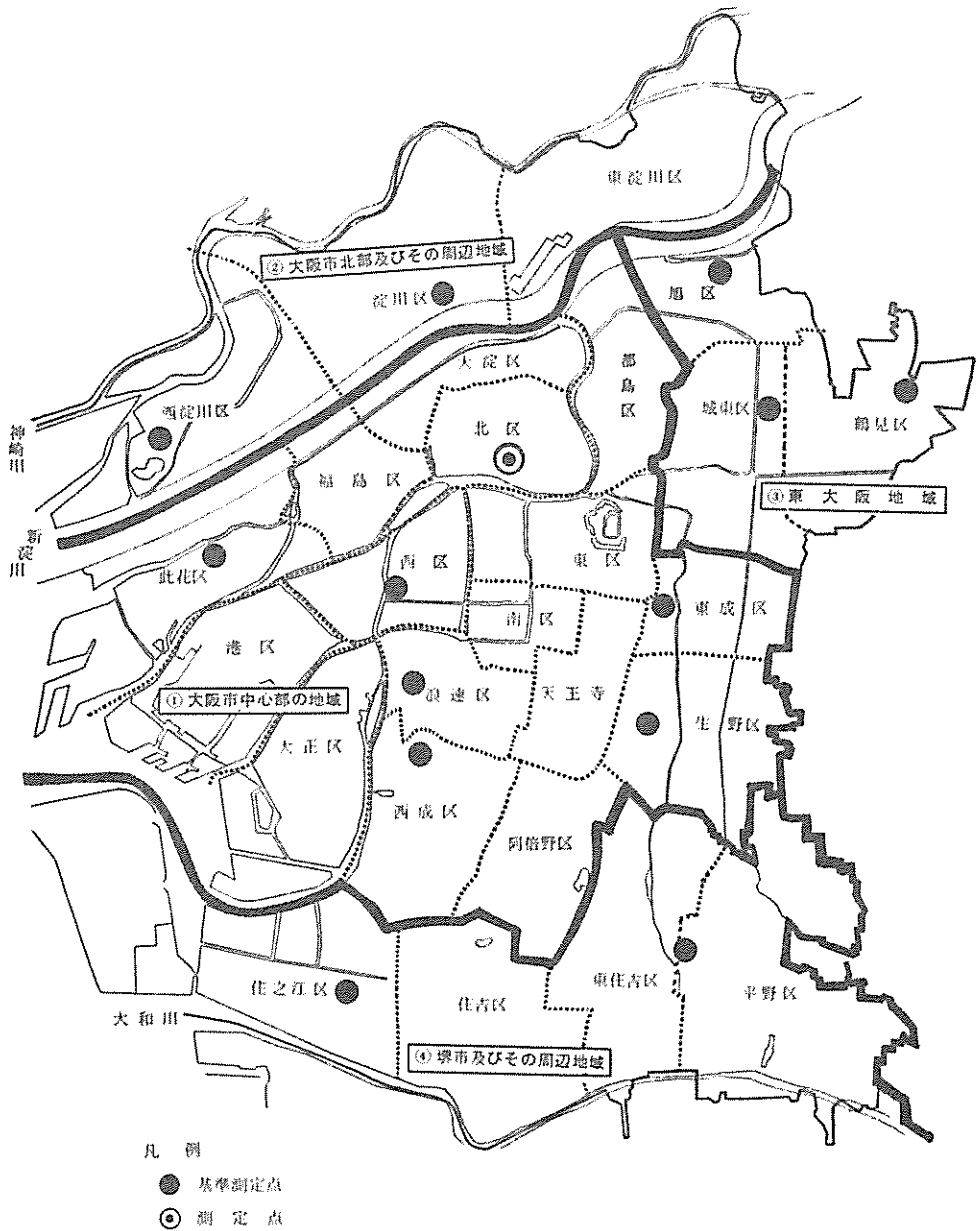 東淀川区
②大阪市北部及びその周辺地域
淀川区
旭区
大淀区
都島区
西淀川区
北区
城東区
鶴見区
神崎川
福島区
③東大阪地域
新淀川
此花区
西区
東区
南区
東成区
港区
①大阪市中心部の地域
浪速区
天王寺
生野区
大正区
西成区
阿倍野区
住之江区
住吉区
東住吉区
平野区
大和川
④堺市及びその周辺地域
凡例
基準測定点
測定点